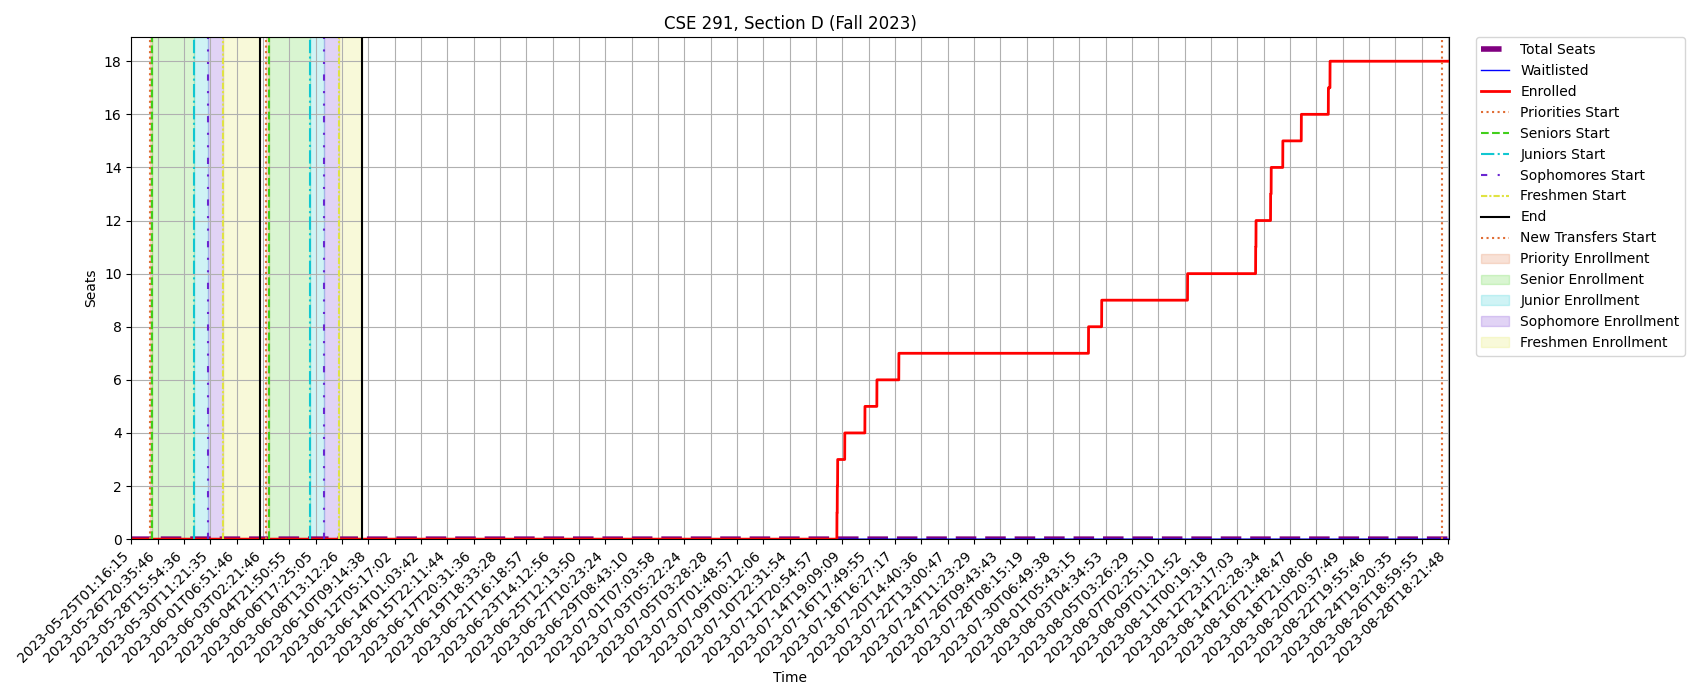 CSE 291, Section D (Fall 2023)
Seats
18
16
14
12
10
8
6
4
2
0
2023-05-25T01:16:15
2023-05-26T20:35:46
2023-05-28T15:54:36
2023-05-30T11:21:35
2023-06-01T06:51:46
2023-06-03T02:21:46
2023-06-04T21:50:55
2023-06-06T17:25:05
2023-06-08T13:12:26
2023-06-10T09:14:38
2023-06-12T05:17:02
2023-06-14T01:03:42
2023-06-15T22:11:44
2023-06-17T20:31:36
2023-06-19T18:33:28
2023-06-21T16:18:57
2023-06-23T14:12:56
2023-06-25T12:13:50
2023-06-27T10:23:24
2023-06-29T08:43:10
2023-07-01T07:03:58
2023-07-03T05:22:24
2023-07-05T03:28:28
2023-07-07T01:48:57
2023-07-09T00:12:06
2023-07-10T22:31:54
2023-07-12T20:54:57
2023-07-14T19:09:09
2023-07-16T17:49:55
2023-07-18T16:27:17
2023-07-20T14:40:36
2023-07-22T13:00:47
2023-07-24T11:23:29
2023-07-26T09:43:43
2023-07-28T08:15:19
2023-07-30T06:49:38
2023-08-01T05:43:15
2023-08-03T04:34:53
2023-08-05T03:26:29
2023-08-07T02:25:10
2023-08-09T01:21:52
2023-08-11T00:19:18
2023-08-12T23:17:03
2023-08-14T22:28:34
2023-08-16T21:48:47
2023-08-18T21:08:06
2023-08-20T20:37:49
2023-08-22T19:55:46
2023-08-24T19:20:35
2023-08-26T18:59:55
2023-08-28T18:21:48
Time
Total Seats
Waitlisted
Enrolled
Priorities Start
Seniors Start
Juniors Start
Sophomores Start
Freshmen Start
End
New Transfers Start
Priority Enrollment
Senior Enrollment
Junior Enrollment
Sophomore Enrollment
Freshmen Enrollment